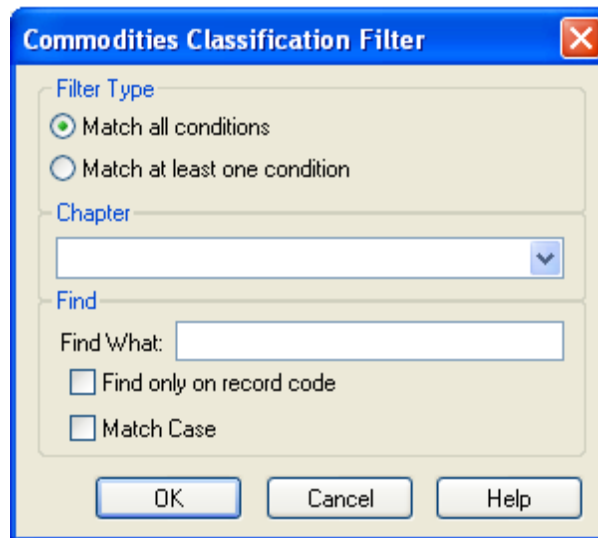 Commodities Classification Filter
Filter Type
Match all conditions
Match at least one condition
Chapter
Find
Find What:
Find only on record code
Match Case
OK Cancel Help